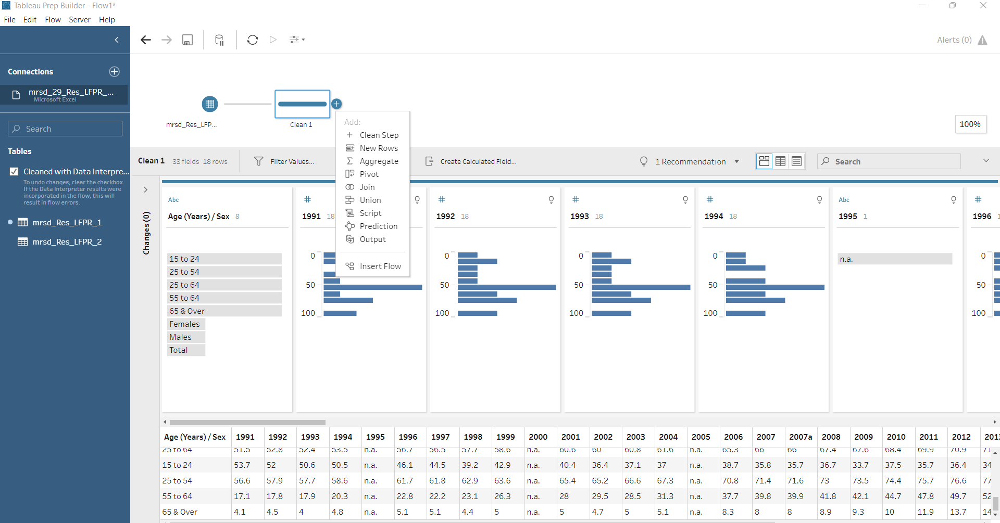 Tableau Prep Builder - Flow1*
File Edit Flow Server Help
Alerts (0)
Connections
mrsd_29_Res_LFPR_...
Microsoft Excel
Search
Tables
Cleaned with Data Interpre...
To undo changes, clear the checkbox.
If the Data Interpreter results were
incorporated in the flow, this will
result in flow errors.
mrsd_Res_LFPR_1
mrsd_Res_LFPR_2
mrsd_Res_LFP...
Clean 1
100%
Add:
Clean Step
New Rows
Aggregate
Pivot
Join
Union
Script
Prediction
Output
Insert Flow
Clean 1 33 fields 18 rows Filter Values... Create Calculated Field... 1 Recommendation Search
Changes (0)
Abc
Age (Years) / Sex 8
15 to 24
25 to 54
25 to 64
55 to 64
65 & Over
Females
Males
Total
#
1991 18
0
50
100
#
1992 18
0
50
100
#
1993 18
0
50
100
#
1994 18
0
50
100
Abc
1995 1
n.a.
#
1996
0
50
100
Age (Years) / Sex 1991 1992 1993 1994 1995 1996 1997 1998 1999 2000 2001 2002 2003 2004 2005 2006 2007 2007a 2008 2009 2010 2011 2012 2013
25 to 64 51.5 52.8 52.4 53.5 n.a. 56.7 56.5 57.7 58.6 n.a. 60.6 60 60.8 61.6 n.a. 65.3 66 66 67.4 67.6 68.4 69.9 70.9 71
15 to 24 53.7 52 50.6 50.5 n.a. 46.1 44.5 39.2 42.9 n.a. 40.4 36.4 37.1 37 n.a. 38.7 35.8 35.7 36.7 33.7 37.5 35.7 36.4 34
25 to 54 56.6 57.9 57.7 58.6 n.a. 61.7 61.8 62.9 63.6 n.a. 65.4 65.2 66.6 67.3 n.a. 70.8 71.4 71.6 73 73.5 74.4 75.7 76.6 77
55 to 64 17.1 17.8 17.9 20.3 n.a. 22.8 22.2 23.1 26.3 n.a. 28 29.5 28.5 31.3 n.a. 37.7 39.8 39.9 41.8 42.1 44.7 47.8 49.7 52
65 & Over 4.1 4.5 4 4.8 n.a. 5.1 5.1 4.4 5 n.a. 5 4.7 5 5.1 n.a. 8.3 8 8 8.9 9.3 10 11.9 13.7 14